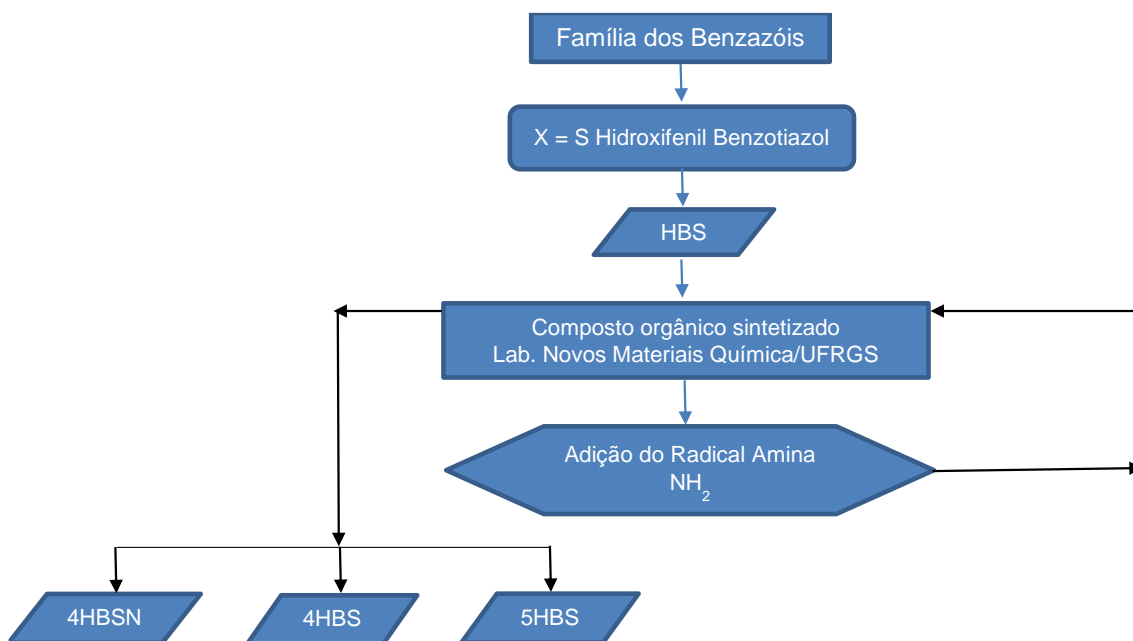 Família dos Benzazóis
X = S Hidroxifenil Benzotiazol
HBS
Composto orgânico sintetizado
Lab. Novos Materiais Química/UFRGS
Adição do Radical Amina
NH2
4HBSN
4HBS
5HBS